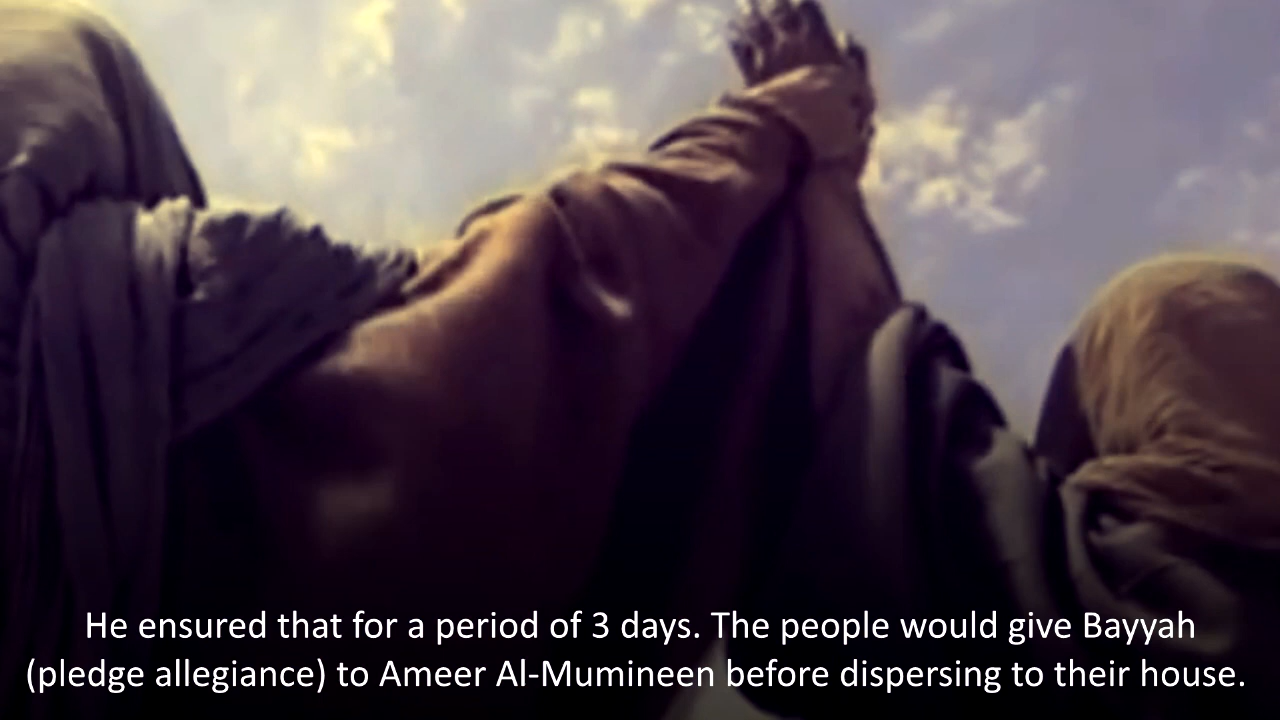 He ensured that for a period of 3 days. The people would give Bayyah
(pledge allegiance) to Ameer Al-Mumineen before dispersing to their house.